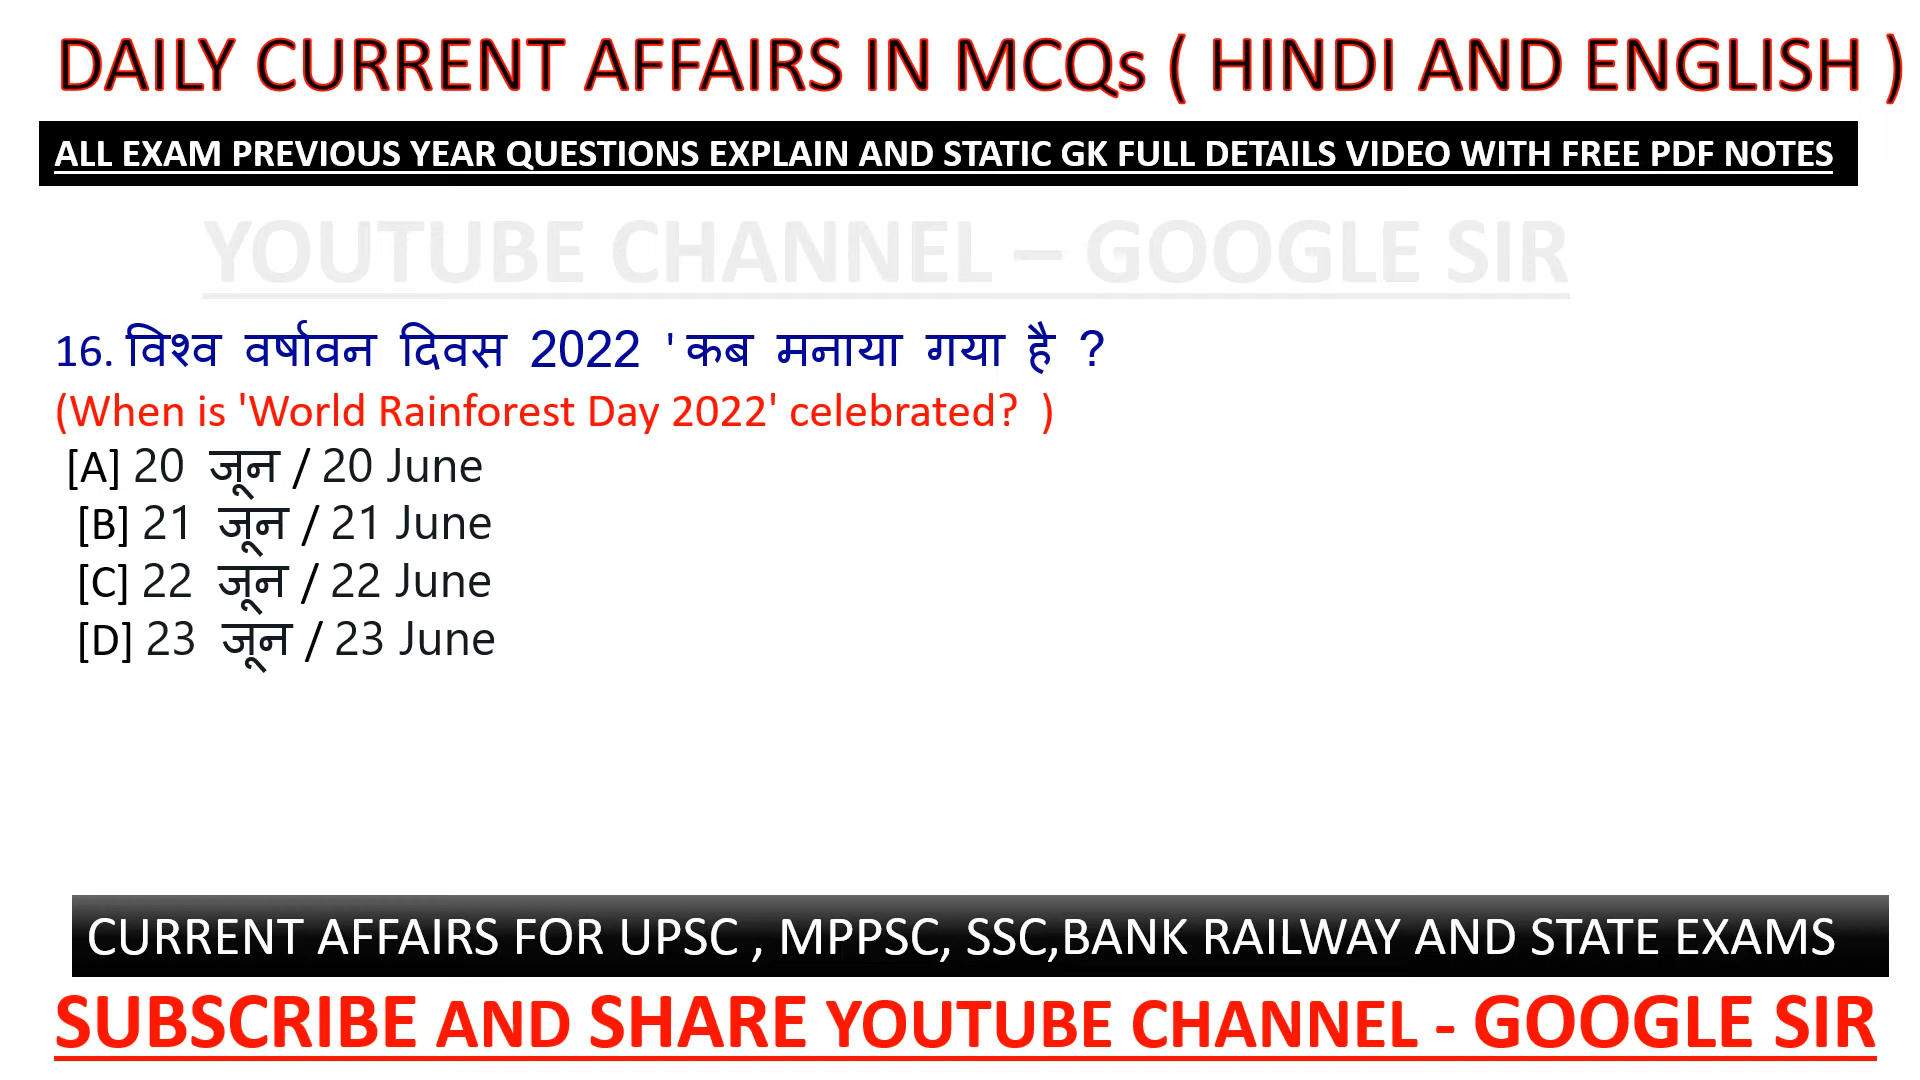 DAILY CURRENT AFFAIRS IN MCQs ( HINDI AND ENGLISH )
ALL EXAM PREVIOUS YEAR QUESTIONS EXPLAIN AND STATIC GK FULL DETAILS VIDEO WITH FREE PDF NOTES
YOUTUBE CHANNEL – GOOGLE SIR
16. विश्व वर्षावन दिवस 2022 ' कब मनाया गया है ?
(When is 'World Rainforest Day 2022' celebrated? )
[A] 20 जून / 20 June
[B] 21 जून / 21 June
[C] 22 जून / 22 June
[D] 23 जून / 23 June
CURRENT AFFAIRS FOR UPSC , MPPSC, SSC,BANK RAILWAY AND STATE EXAMS
SUBSCRIBE AND SHARE YOUTUBE CHANNEL - GOOGLE SIR